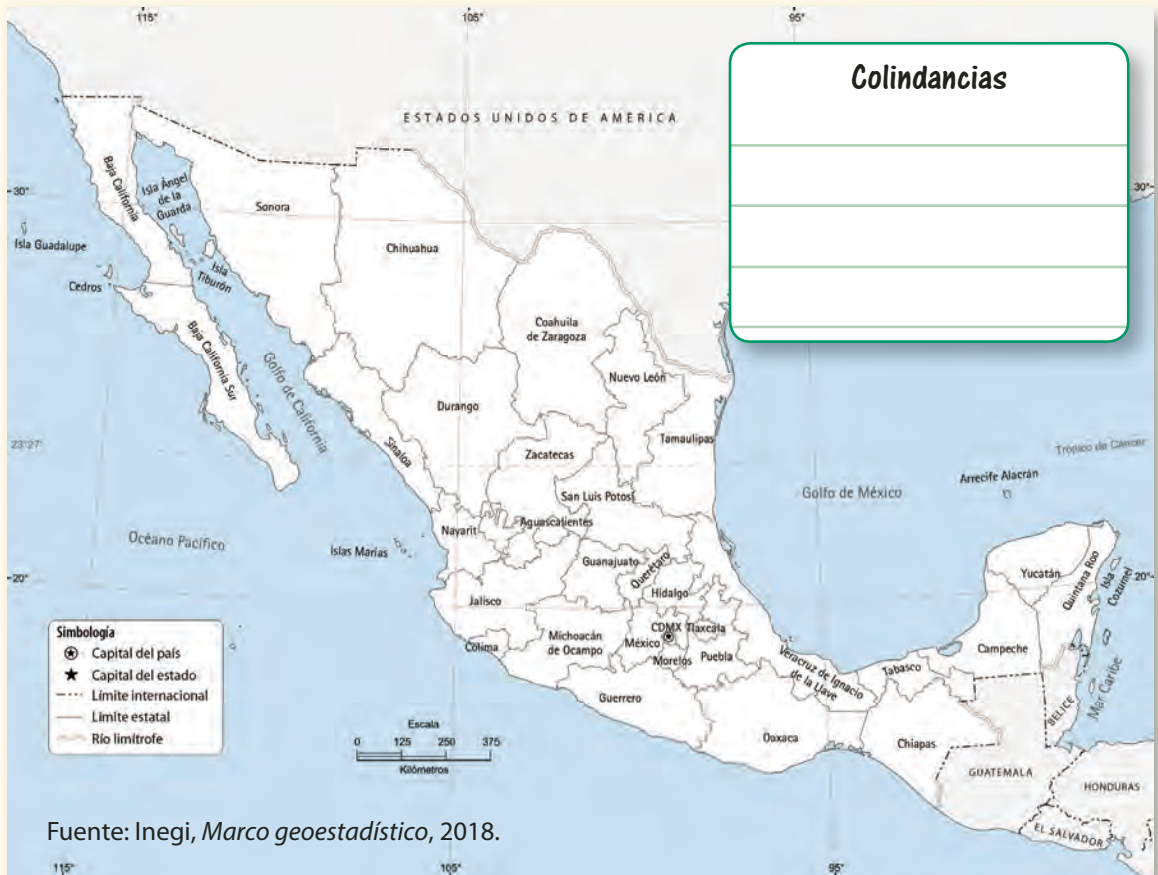 115°
105°
95°
Colindancias
ESTADOS UNIDOS DE AMERICA
30°
30°
Baja California
Isla Ángel
de la
Guarda
Sonora
Chihuahua
Isla Guadalupe
Isla
Tiburón
Cedros
Coahuila
de Zaragoza
Baja California Sur
Golfo de California
Nuevo León
Durango
Tamaulipas
23°27'
Sinaloa
Zacatecas
Trópico de Cáncer
Arrecife Alacrán
San Luis Potosí
Golfo de México
Aguascalientes
Nayarit
Océano Pacífico
Islas Marías
Guanajuato
Querétaro
Yucatán
Quintana Roo
Isla
Cozumel
20°
20°
Hidalgo
Jalisco
CDMX
Tlaxcala
Colima
Michoacán
de Ocampo
México
Morelos
Puebla
Veracruz de Ignacio
de la Llave
Tabasco
Campeche
Mar Caribe
Guerrero
BELICE
Oaxaca
Chiapas
GUATEMALA
HONDURAS
EL SALVADOR
Simbología
Capital del país
Capital del estado
Límite internacional
Límite estatal
Río limítrofe
Escala
0 125 250 375
Kilómetros
Fuente: Inegi, Marco geoestadístico, 2018.
115°
105°
95°